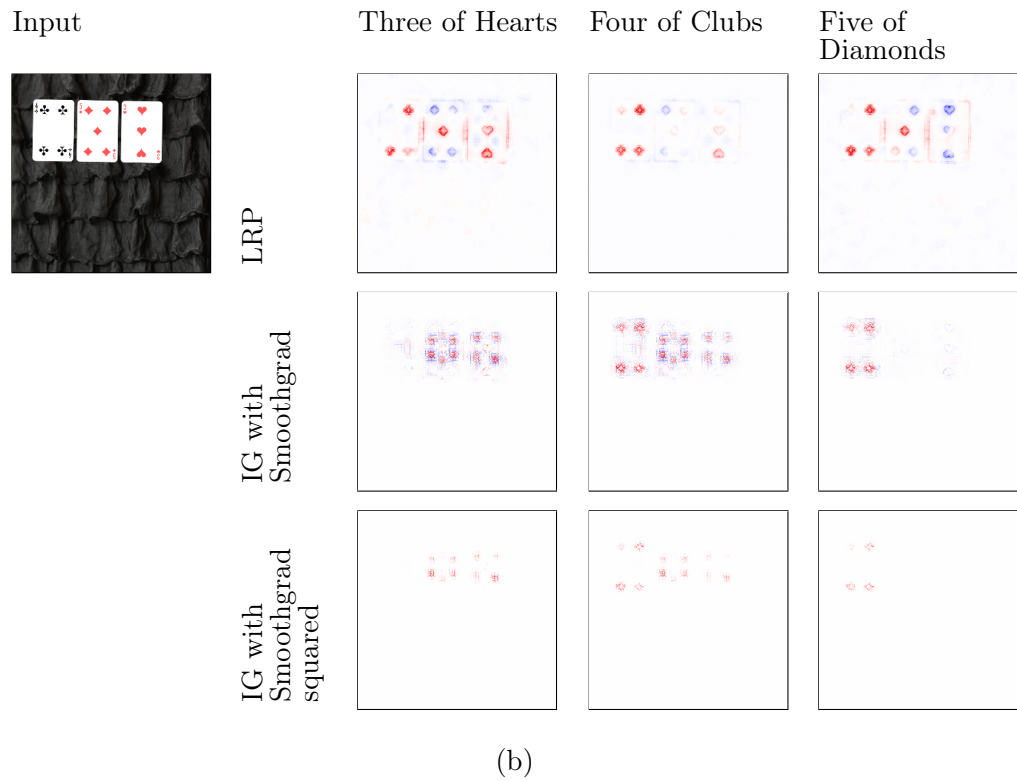 Input
Three of Hearts
Four of Clubs
Five of
Diamonds
LRP
IG with
Smoothgrad
IG with
Smoothgrad
squared
(b)